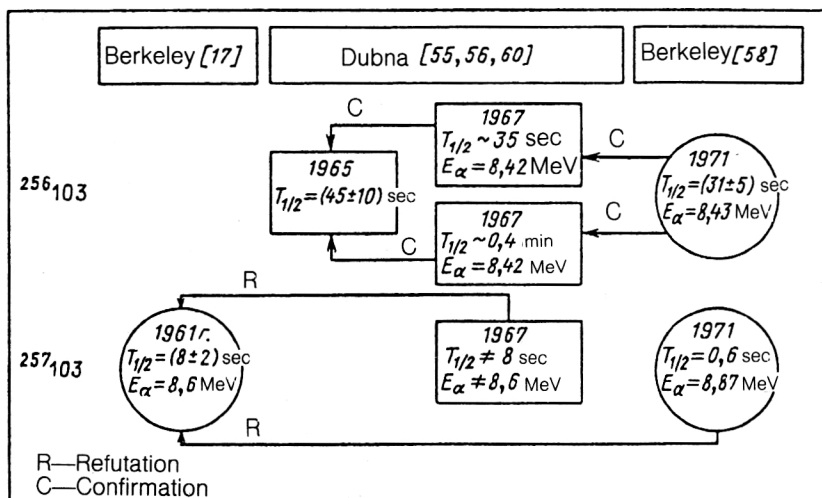 Berkeley [17]
Dubna [55, 56, 60]
Berkeley [58]
²⁵⁶103
C
1967
T1/2 ~ 35 sec
Eα = 8,42 MeV
C
1965
T1/2 = (45±10) sec
1971
T1/2 = (31±5) sec
Eα = 8,43 MeV
C
1967
T1/2 ~ 0,4 min
Eα = 8,42 MeV
C
²⁵⁷103
R
1961г.
T1/2 = (8±2) sec
Eα = 8,6 MeV
1967
T1/2 ≠ 8 sec
Eα ≠ 8,6 MeV
1971
T1/2 = 0,6 sec
Eα = 8,87 MeV
R
R—Refutation
C—Confirmation